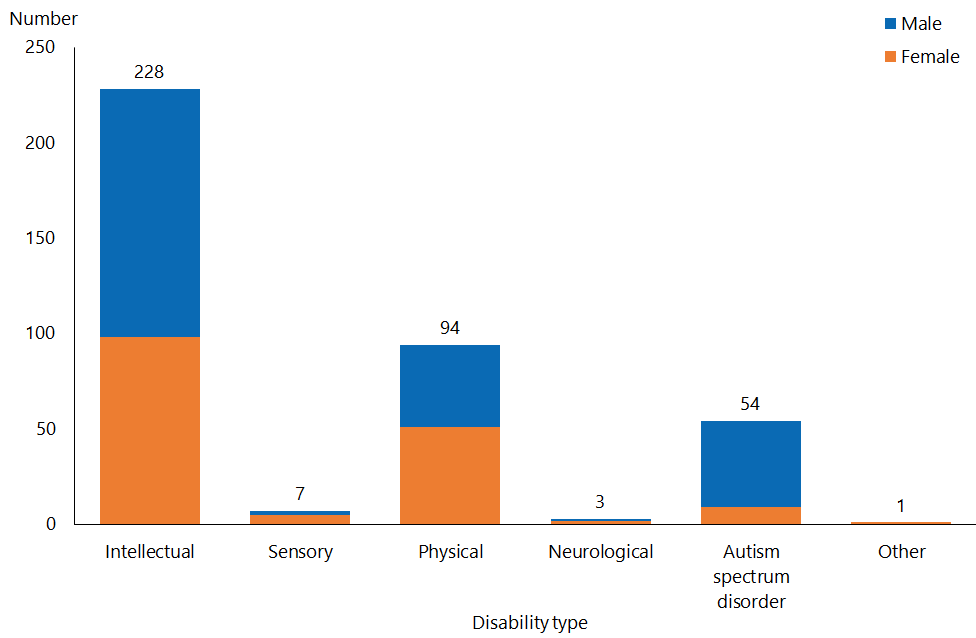 Number
Male
Female
250
200
150
100
50
0
228
7
94
3
54
1
Intellectual
Sensory
Physical
Neurological
Autism
spectrum
disorder
Other
Disability type